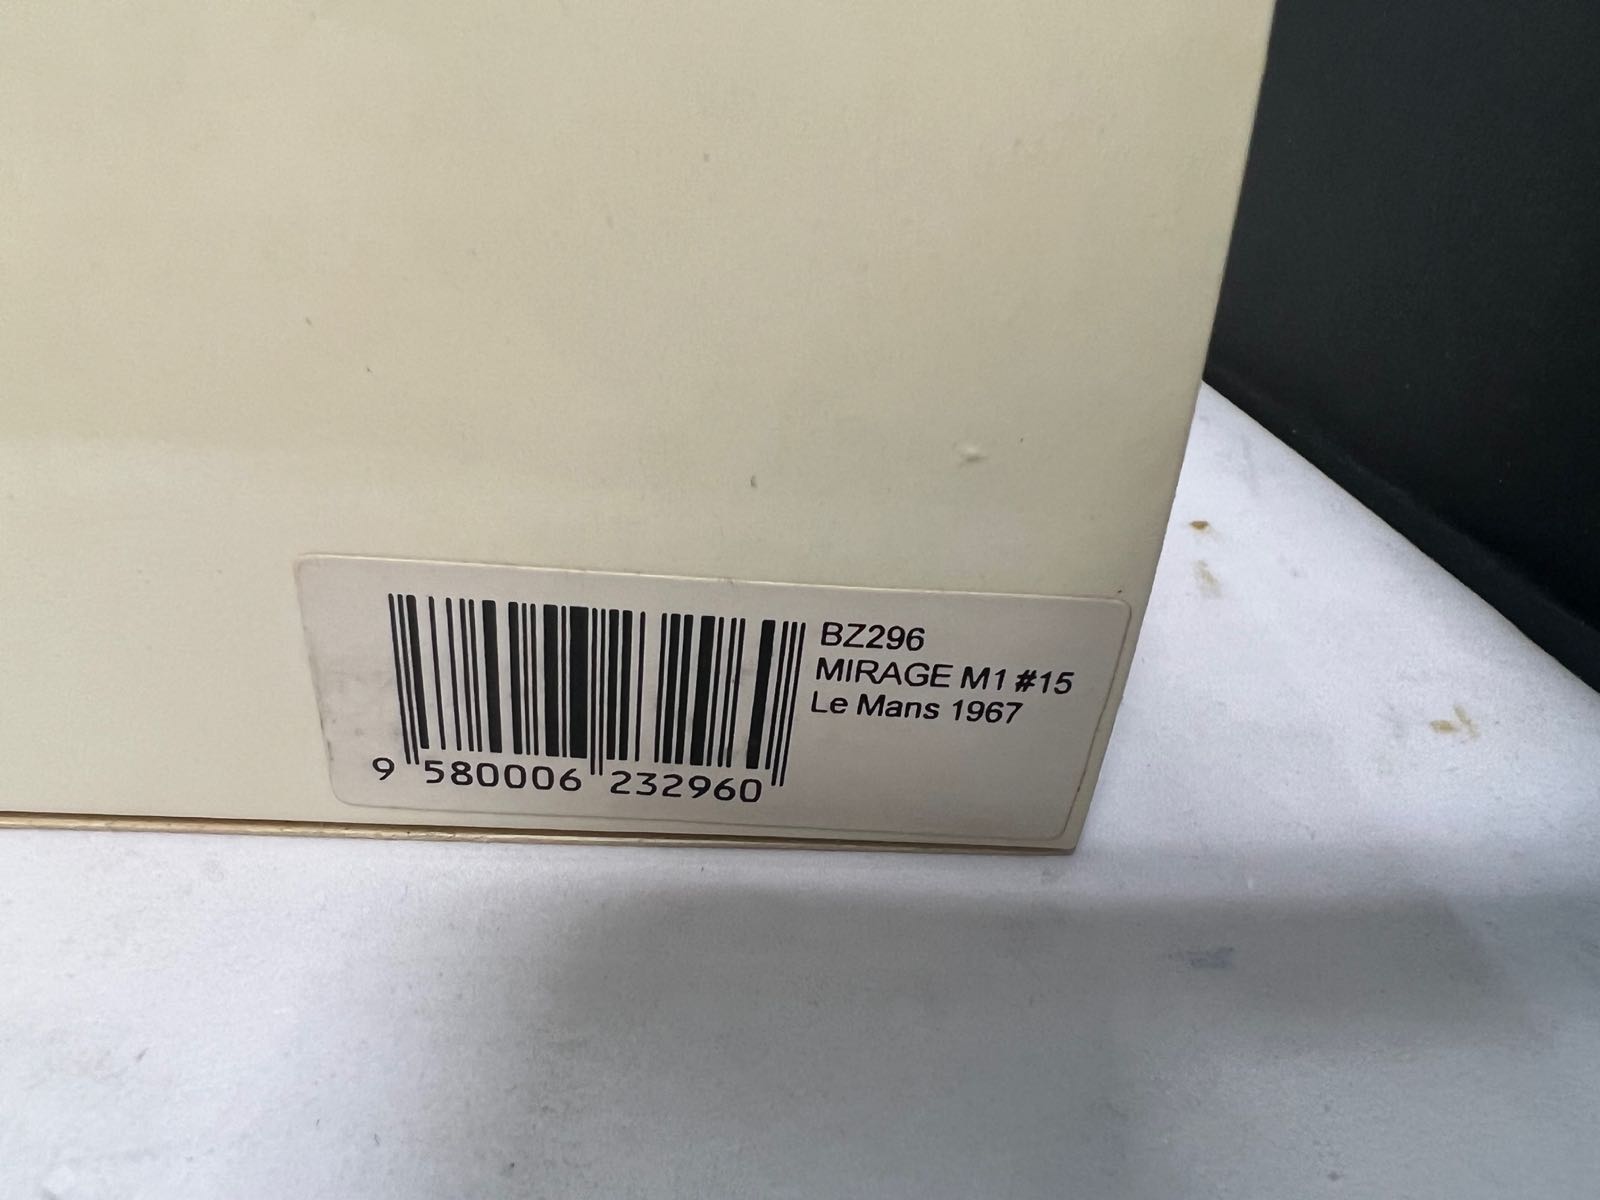 BZ296
MIRAGE M1 #15
Le Mans 1967
9 580006 232960